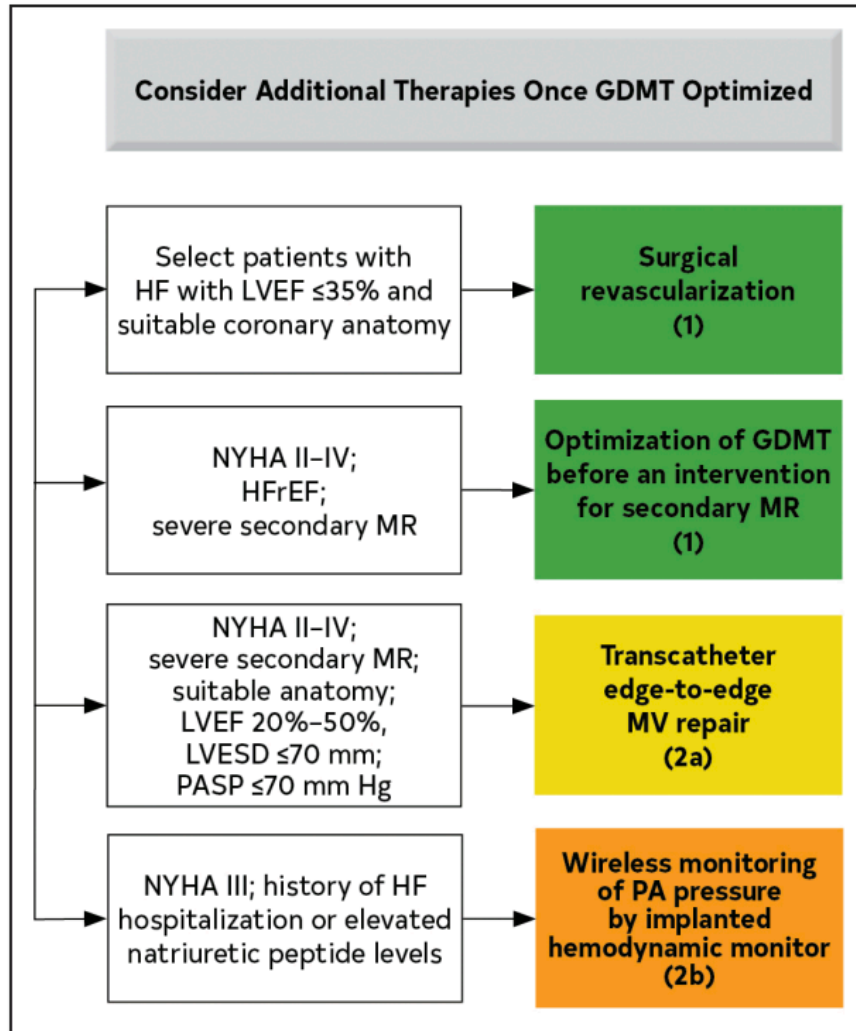 Consider Additional Therapies Once GDMT Optimized
Select patients with
HF with LVEF ≤35% and
suitable coronary anatomy
Surgical
revascularization
(1)
NYHA II–IV;
HFrEF;
severe secondary MR
Optimization of GDMT
before an intervention
for secondary MR
(1)
NYHA II–IV;
severe secondary MR;
suitable anatomy;
LVEF 20%–50%,
LVESD ≤70 mm;
PASP ≤70 mm Hg
Transcatheter
edge-to-edge
MV repair
(2a)
NYHA III; history of HF
hospitalization or elevated
natriuretic peptide levels
Wireless monitoring
of PA pressure
by implanted
hemodynamic monitor
(2b)